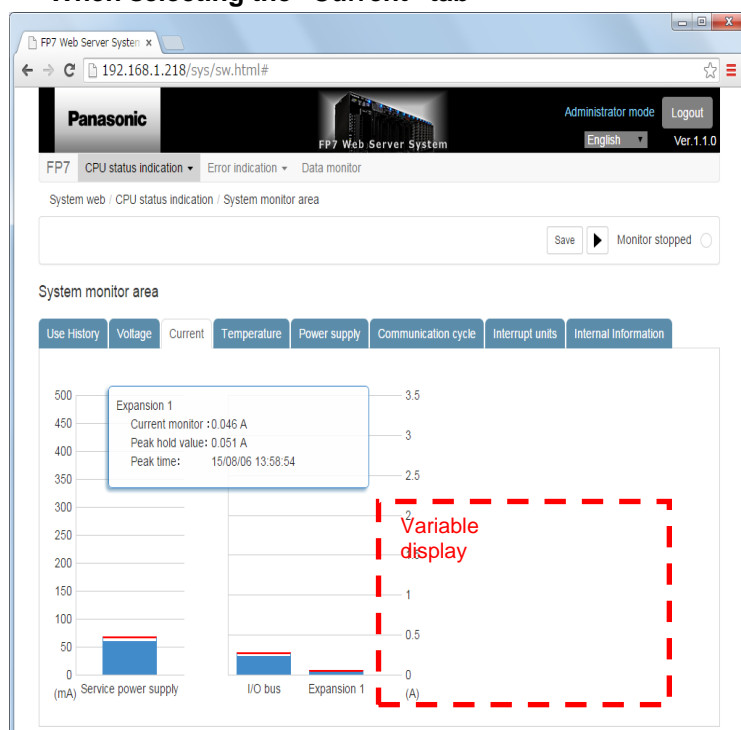 When selecting the "Current" tab
FP7 Web Server System x
192.168.1.218/sys/sw.html#
Panasonic
FP7 Web Server System
Administrator mode Logout
English Ver.1.1.0
FP7 CPU status indication Error indication Data monitor
System web / CPU status indication / System monitor area
Save Monitor stopped
System monitor area
Use History Voltage Current Temperature Power supply Communication cycle Interrupt units Internal Information
500
450
400
350
300
250
200
150
100
50
0
(mA)
Service power supply
Expansion 1
Current monitor : 0.046 A
Peak hold value: 0.051 A
Peak time: 15/08/06 13:58:54
I/O bus Expansion 1
3.5
3
2.5
2
1.5
1
0.5
0
(A)
Variable
display